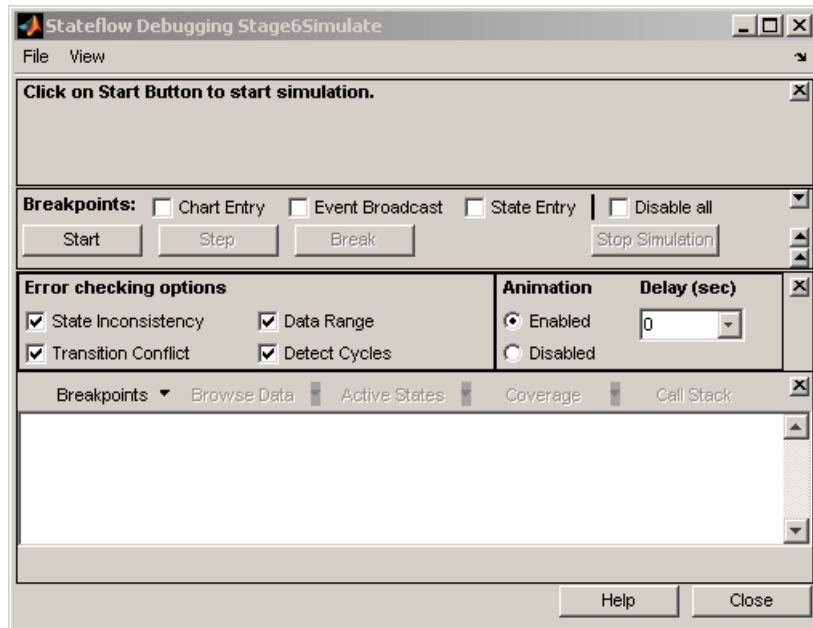 Stateflow Debugging Stage6Simulate
File View
Click on Start Button to start simulation.
Breakpoints: Chart Entry Event Broadcast State Entry Disable all
Start Step Break Stop Simulation
Error checking options Animation Delay (sec)
State Inconsistency Data Range Enabled 0
Transition Conflict Detect Cycles Disabled
Breakpoints Browse Data Active States Coverage Call Stack
Help Close